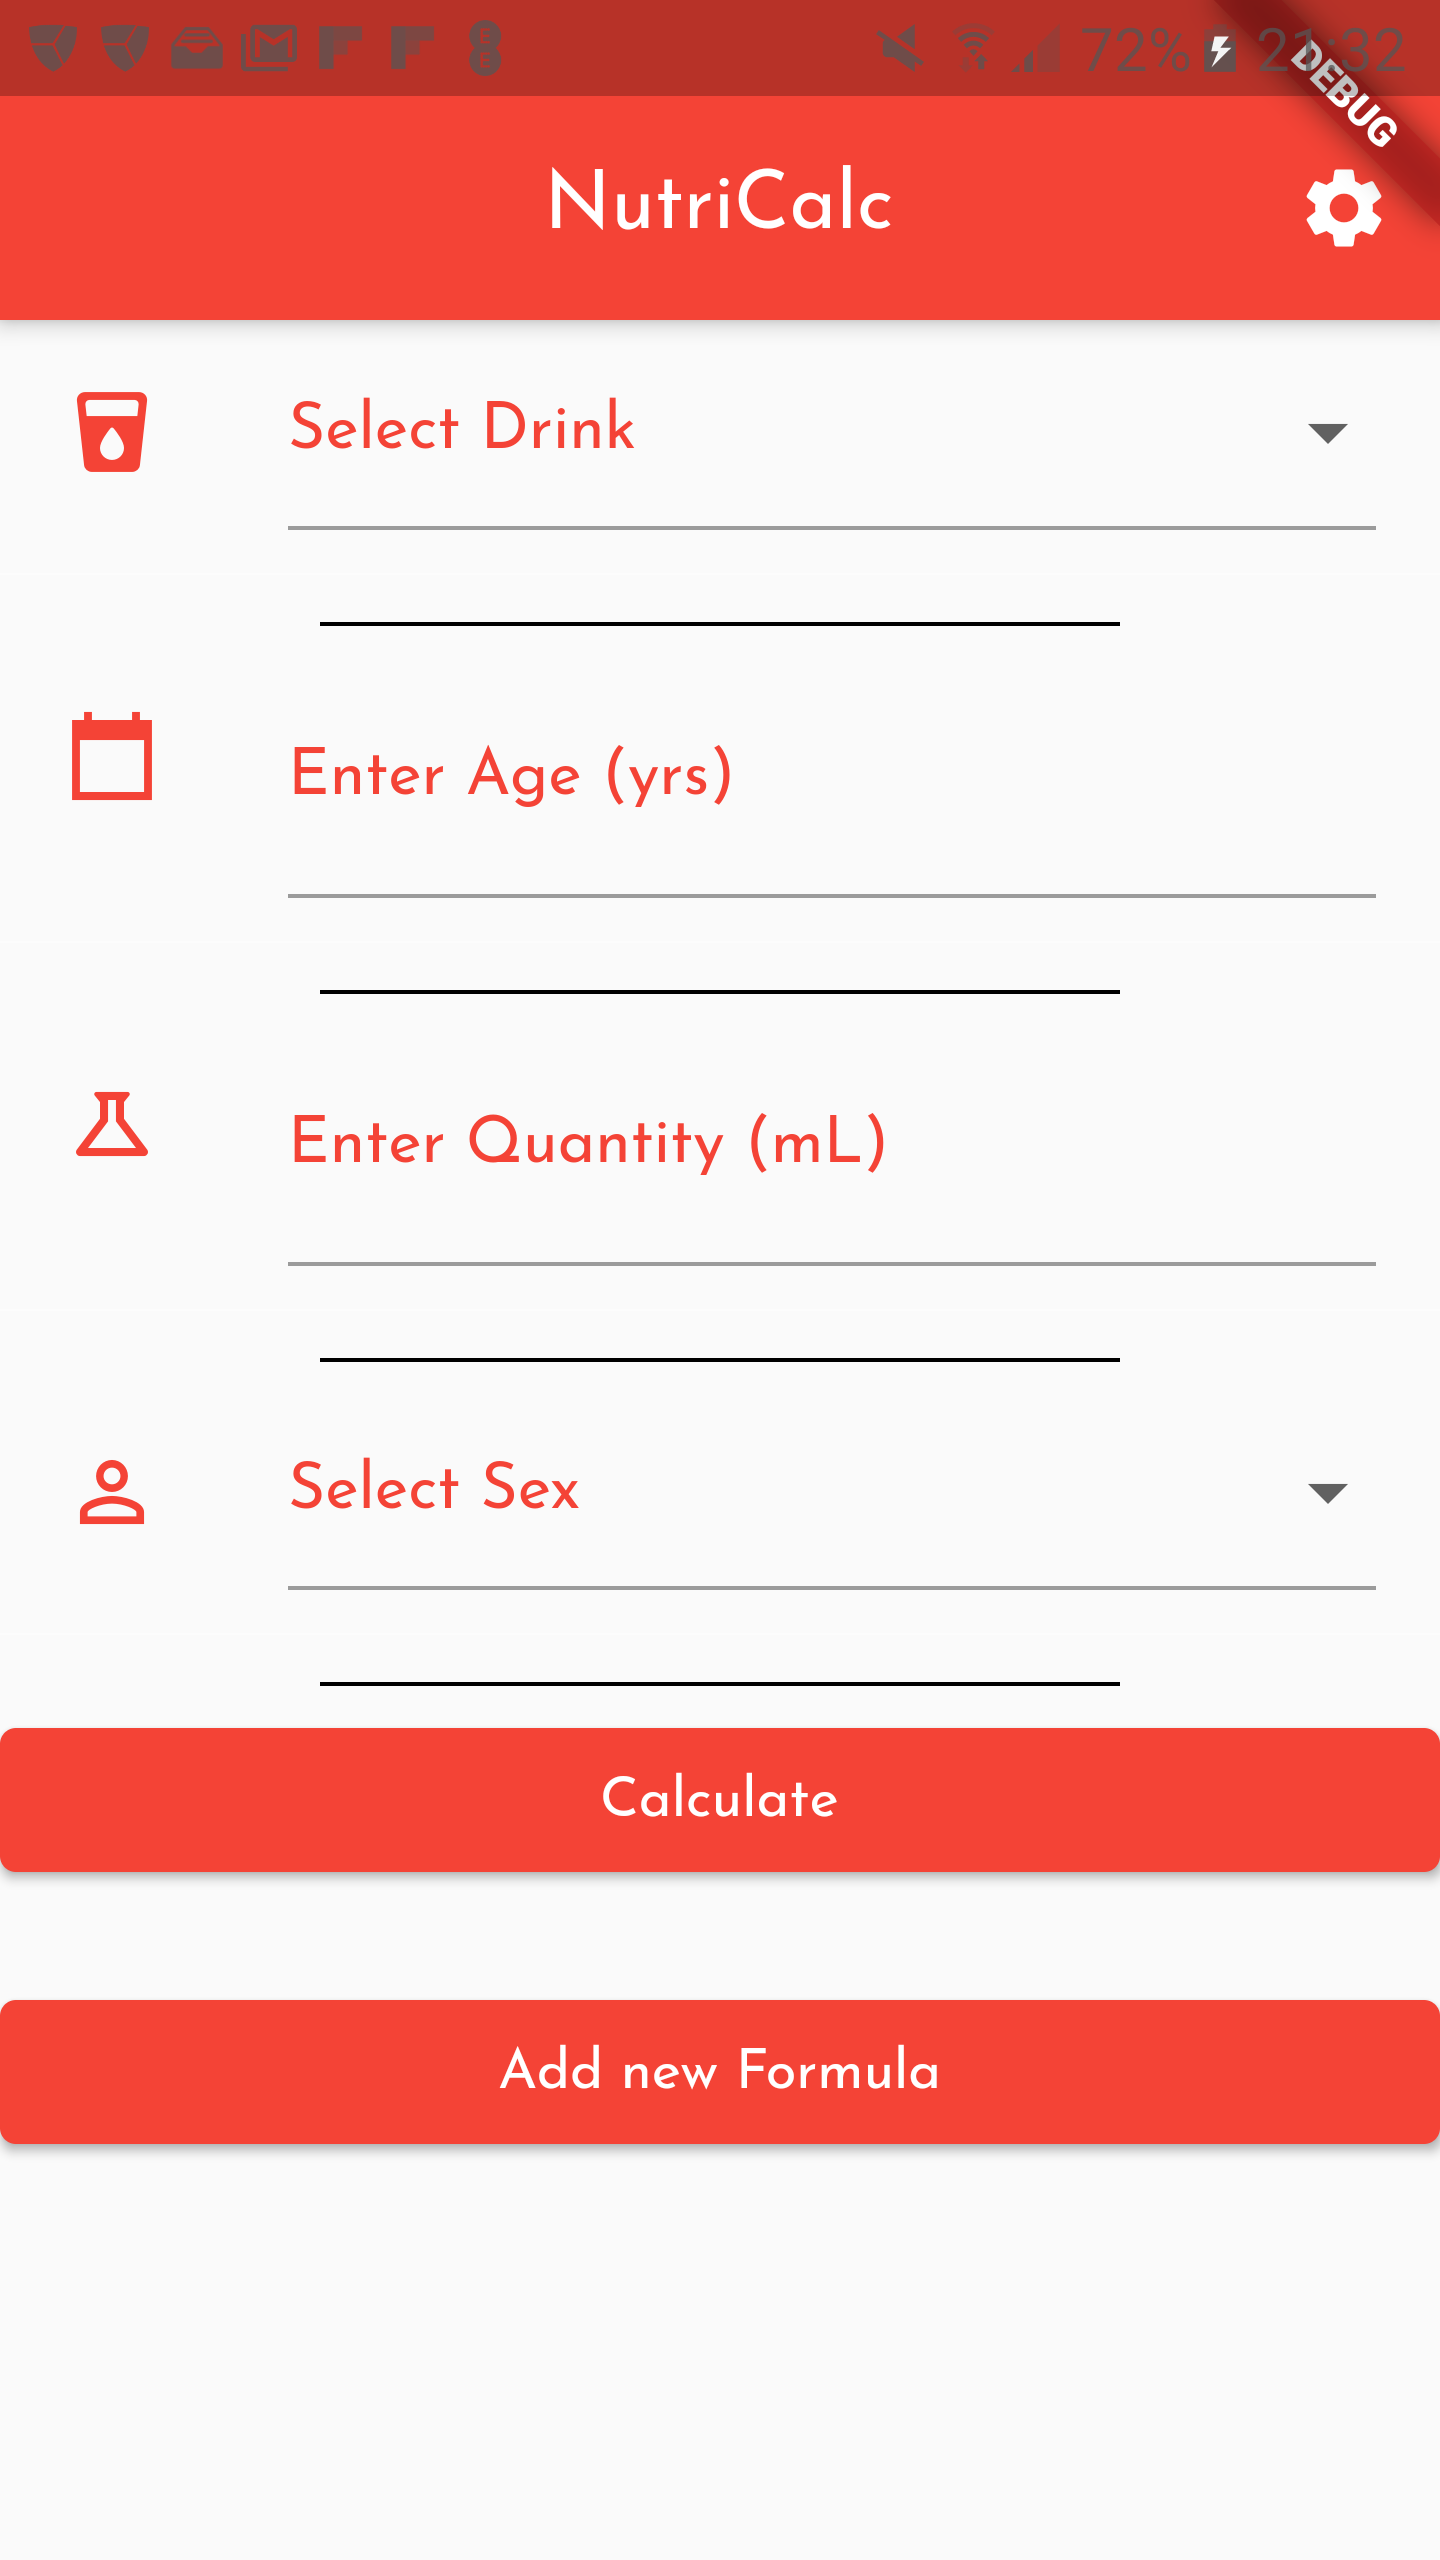 72% 21:32
DEBUG
NutriCalc
Select Drink
Enter Age (yrs)
Enter Quantity (mL)
Select Sex
Calculate
Add new Formula